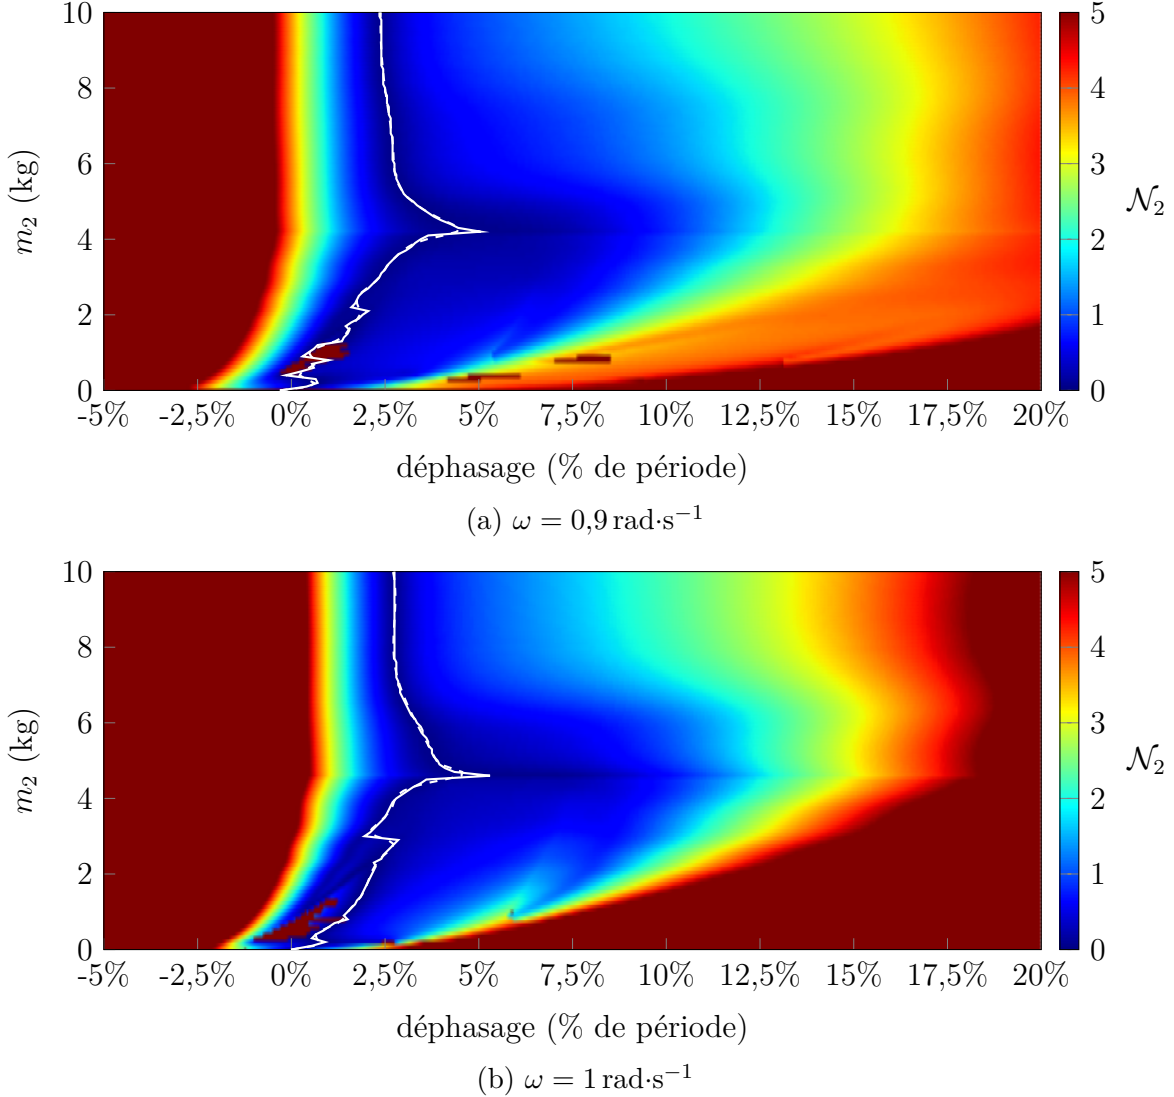 10
8
6
4
2
0
m₂ (kg)
-5% -2,5% 0% 2,5% 5% 7,5% 10% 12,5% 15% 17,5% 20%
déphasage (% de période)
5
4
3
2
1
0
𝒩₂
(a) ω = 0,9 rad·s⁻¹
10
8
6
4
2
0
m₂ (kg)
-5% -2,5% 0% 2,5% 5% 7,5% 10% 12,5% 15% 17,5% 20%
déphasage (% de période)
5
4
3
2
1
0
𝒩₂
(b) ω = 1 rad·s⁻¹